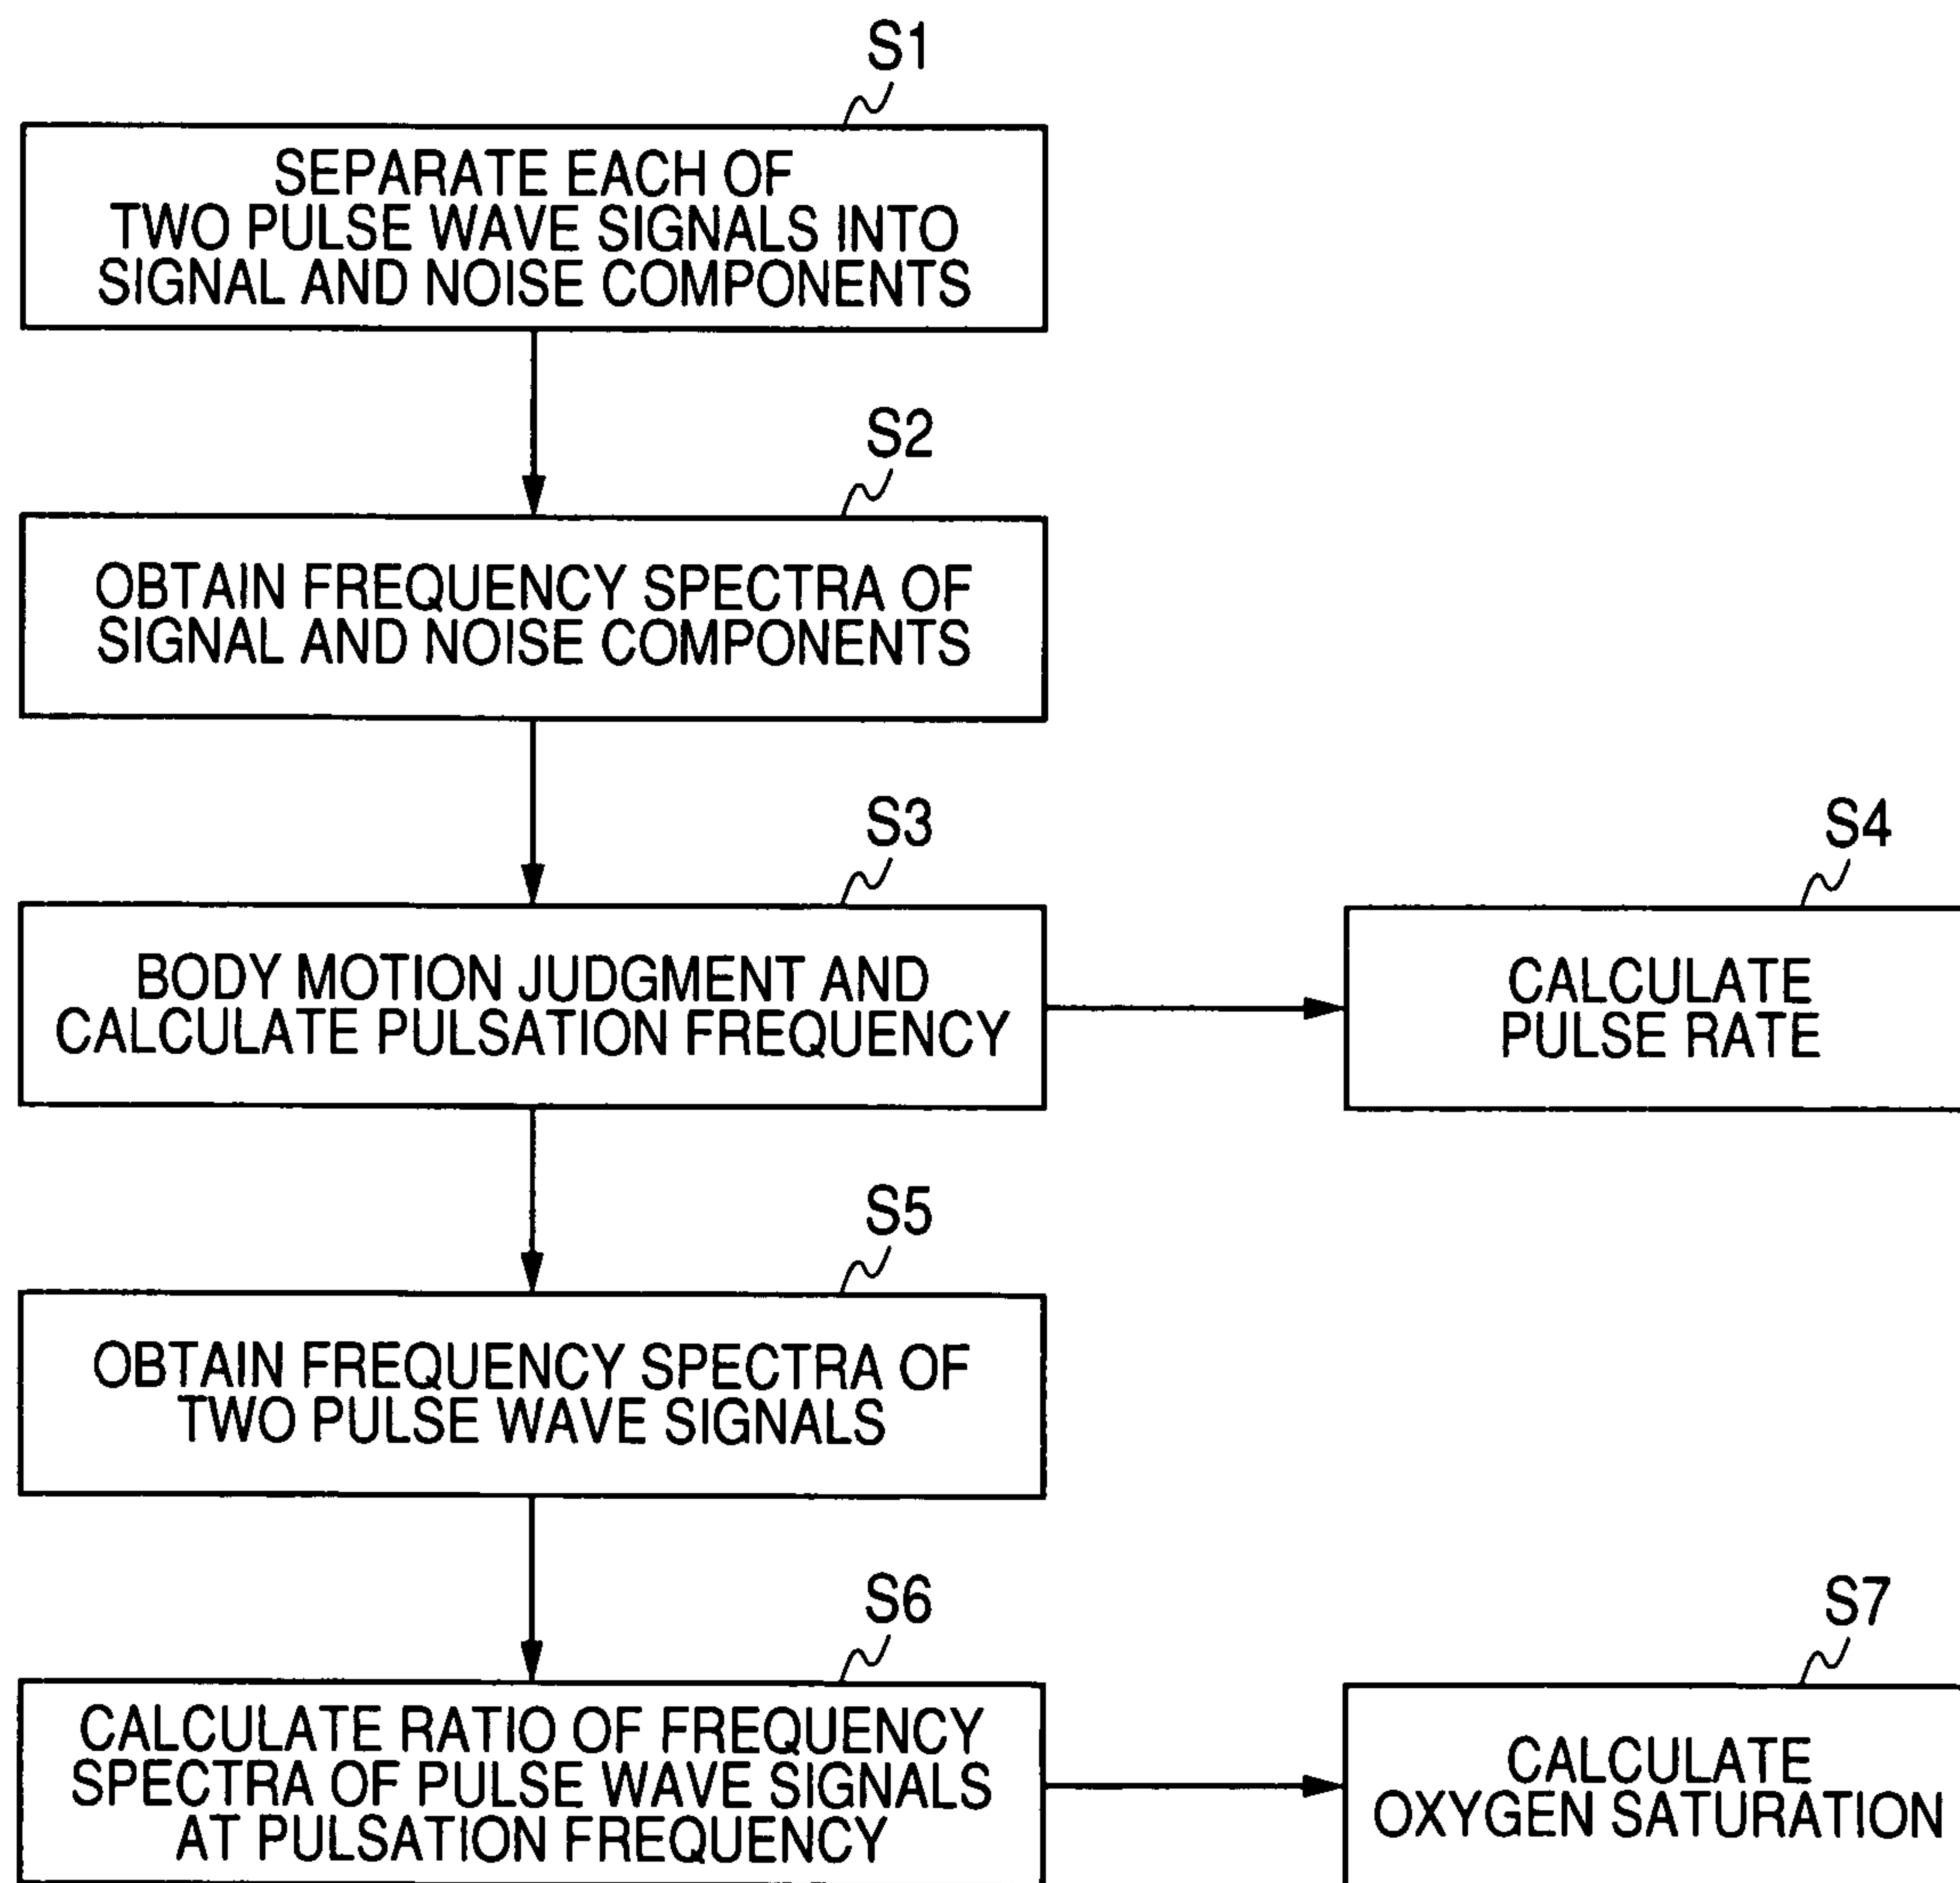 S1
SEPARATE EACH OF
TWO PULSE WAVE SIGNALS INTO
SIGNAL AND NOISE COMPONENTS
S2
OBTAIN FREQUENCY SPECTRA OF
SIGNAL AND NOISE COMPONENTS
S3
BODY MOTION JUDGMENT AND
CALCULATE PULSATION FREQUENCY
S4
CALCULATE
PULSE RATE
S5
OBTAIN FREQUENCY SPECTRA OF
TWO PULSE WAVE SIGNALS
S6
CALCULATE RATIO OF FREQUENCY
SPECTRA OF PULSE WAVE SIGNALS
AT PULSATION FREQUENCY
S7
CALCULATE
OXYGEN SATURATION